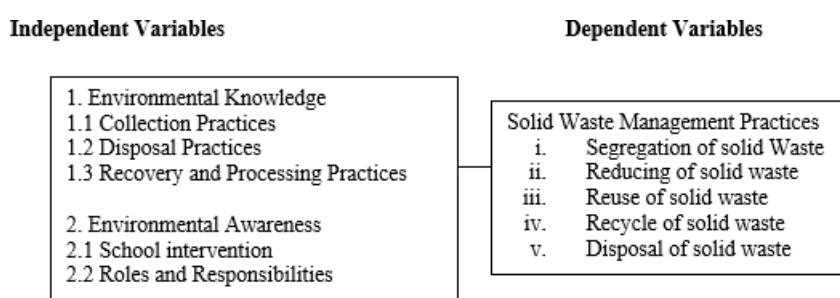 Independent Variables
Dependent Variables
1. Environmental Knowledge
1.1 Collection Practices
1.2 Disposal Practices
1.3 Recovery and Processing Practices
2. Environmental Awareness
2.1 School intervention
2.2 Roles and Responsibilities
Solid Waste Management Practices
i. Segregation of solid Waste
ii. Reducing of solid waste
iii. Reuse of solid waste
iv. Recycle of solid waste
v. Disposal of solid waste